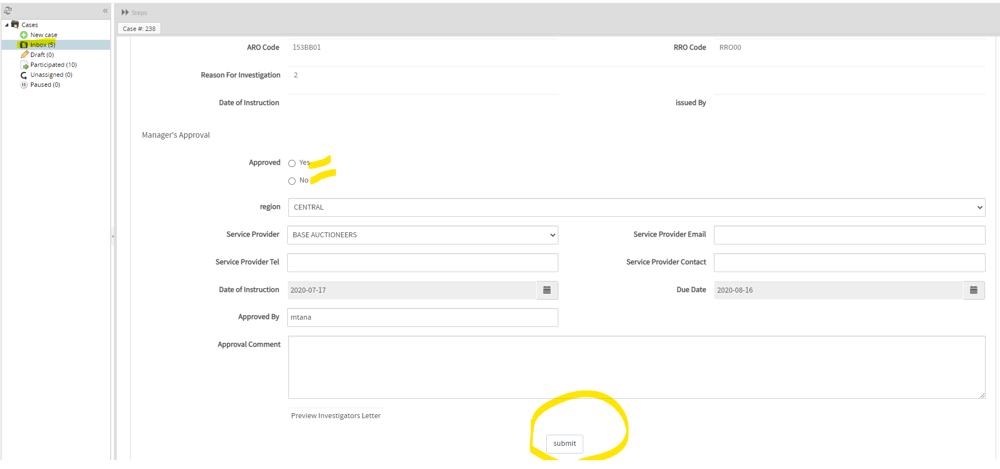 Steps
Case #: 238
Cases
New case
Inbox (5)
Draft (0)
Participated (10)
Unassigned (0)
Paused (0)
ARO Code 153BB01 RRO Code RRO00
Reason For Investigation 2
Date of Instruction issued By
Manager's Approval
Approved Yes
No
region CENTRAL
Service Provider BASE AUCTIONEERS Service Provider Email
Service Provider Tel Service Provider Contact
Date of Instruction 2020-07-17 Due Date 2020-08-16
Approved By mtana
Approval Comment
Preview Investigators Letter
submit